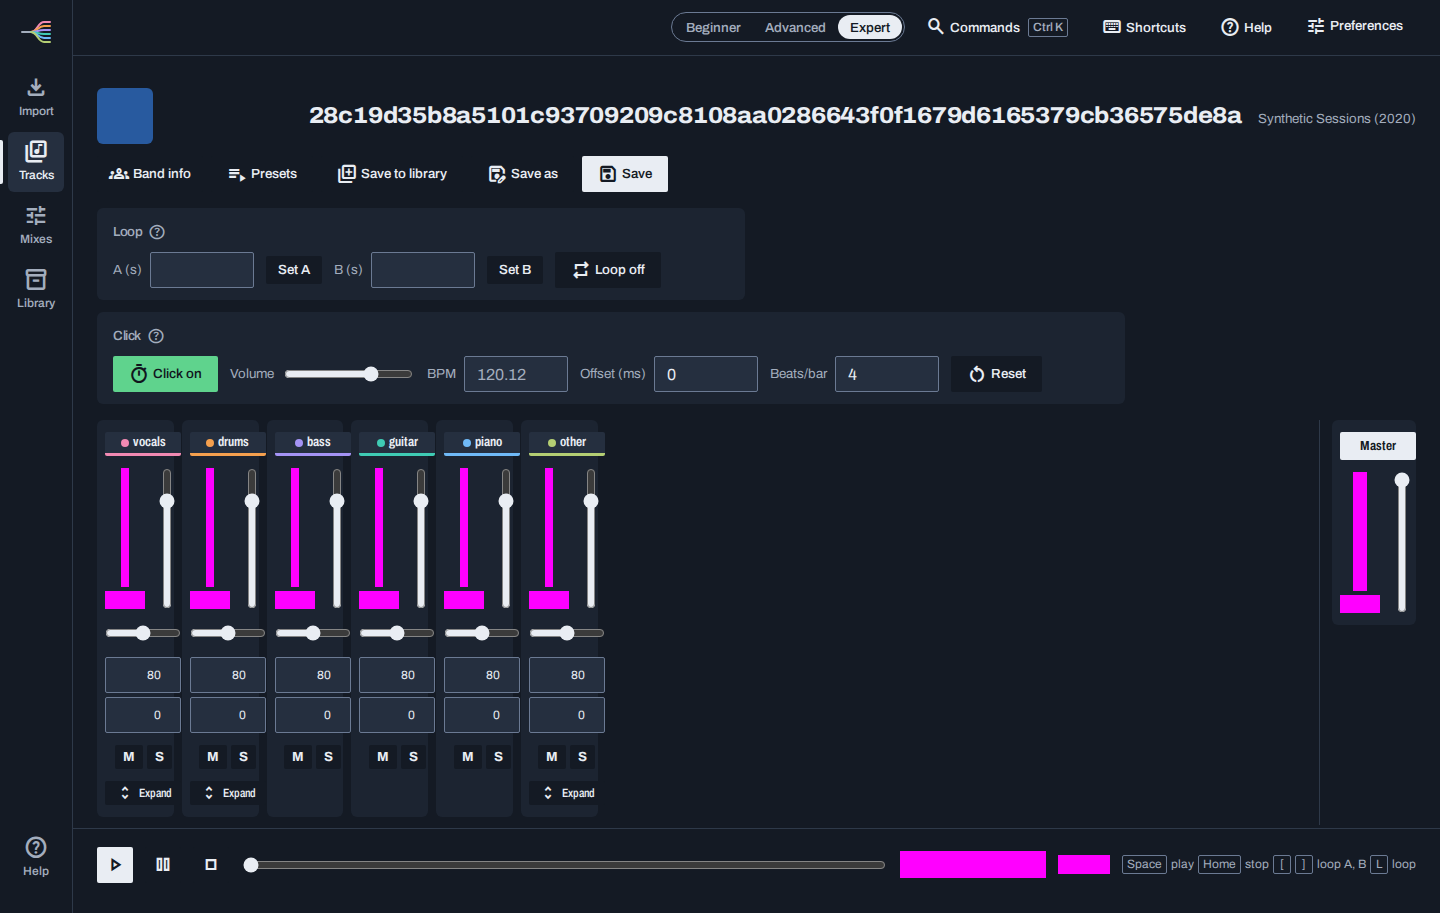 Beginner Advanced Expert Commands Ctrl K Shortcuts Help Preferences
Import
Tracks
Mixes
Library
Help
28c19d35b8a5101c93709209c8108aa0286643f0f1679d6165379cb36575de8a Synthetic Sessions (2020)
Band info Presets Save to library Save as Save
Loop ?
A (s) Set A B (s) Set B Loop off
Click ?
Click on Volume BPM 120.12 Offset (ms) 0 Beats/bar 4 Reset
vocals drums bass guitar piano other Master
80 80 80 80 80 80
0 0 0 0 0 0
M S M S M S M S M S M S
Expand Expand Expand
Space play Home stop [ ] loop A, B L loop